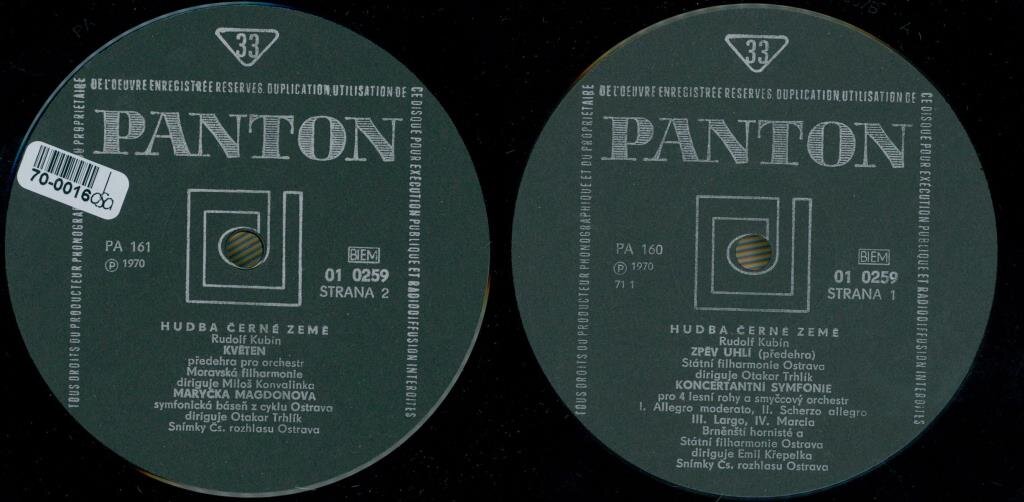 33
DE L'OEUVRE ENREGISTRÉE RESERVES. DUPLICATION, UTILISATION DE
CE DISQUE POUR EXÉCUTION PUBLIQUE ET RADIODIFFUSION INTERDITES
TOUS DROITS DU PRODUCTEUR PHONOGRA U PROPRIETAIRE
PANTON
70-0016
PA 161
Ⓟ 1970
BIEM
01 0259
STRANA 2
HUDBA ČERNÉ ZEMĚ
Rudolf Kubín
KVĚTEN
předehra pro orchestr
Moravská filharmonie
diriguje Miloš Konvalinka
MARYČKA MAGDONOVA
symfonická báseň z cyklu Ostrava
diriguje Otakar Trhlík
Snímky Čs. rozhlasu Ostrava
33
DE L'OEUVRE ENREGISTRÉE RESERVES. DUPLICATION, UTILISATION DE
CE DISQUE POUR EXÉCUTION PUBLIQUE ET RADIODIFFUSION INTERDITES
TOUS DROITS DU PRODUCTEUR PHONOGRAPHIQUE ET DU PROPRIETAIRE
PANTON
PA 160
Ⓟ 1970
71 1
BIEM
01 0259
STRANA 1
HUDBA ČERNÉ ZEMĚ
Rudolf Kubín
ZPĚV UHLÍ (předehra)
Státní filharmonie Ostrava
diriguje Otakar Trhlík
KONCERTANTNÍ SYMFONIE
pro 4 lesní rohy a smyčcový orchestr
I. Allegro moderato, II. Scherzo allegro
III. Largo, IV. Marcia
Brněnští hornisté a
Státní filharmonie Ostrava
diriguje Emil Křepelka
Snímky Čs. rozhlasu Ostrava